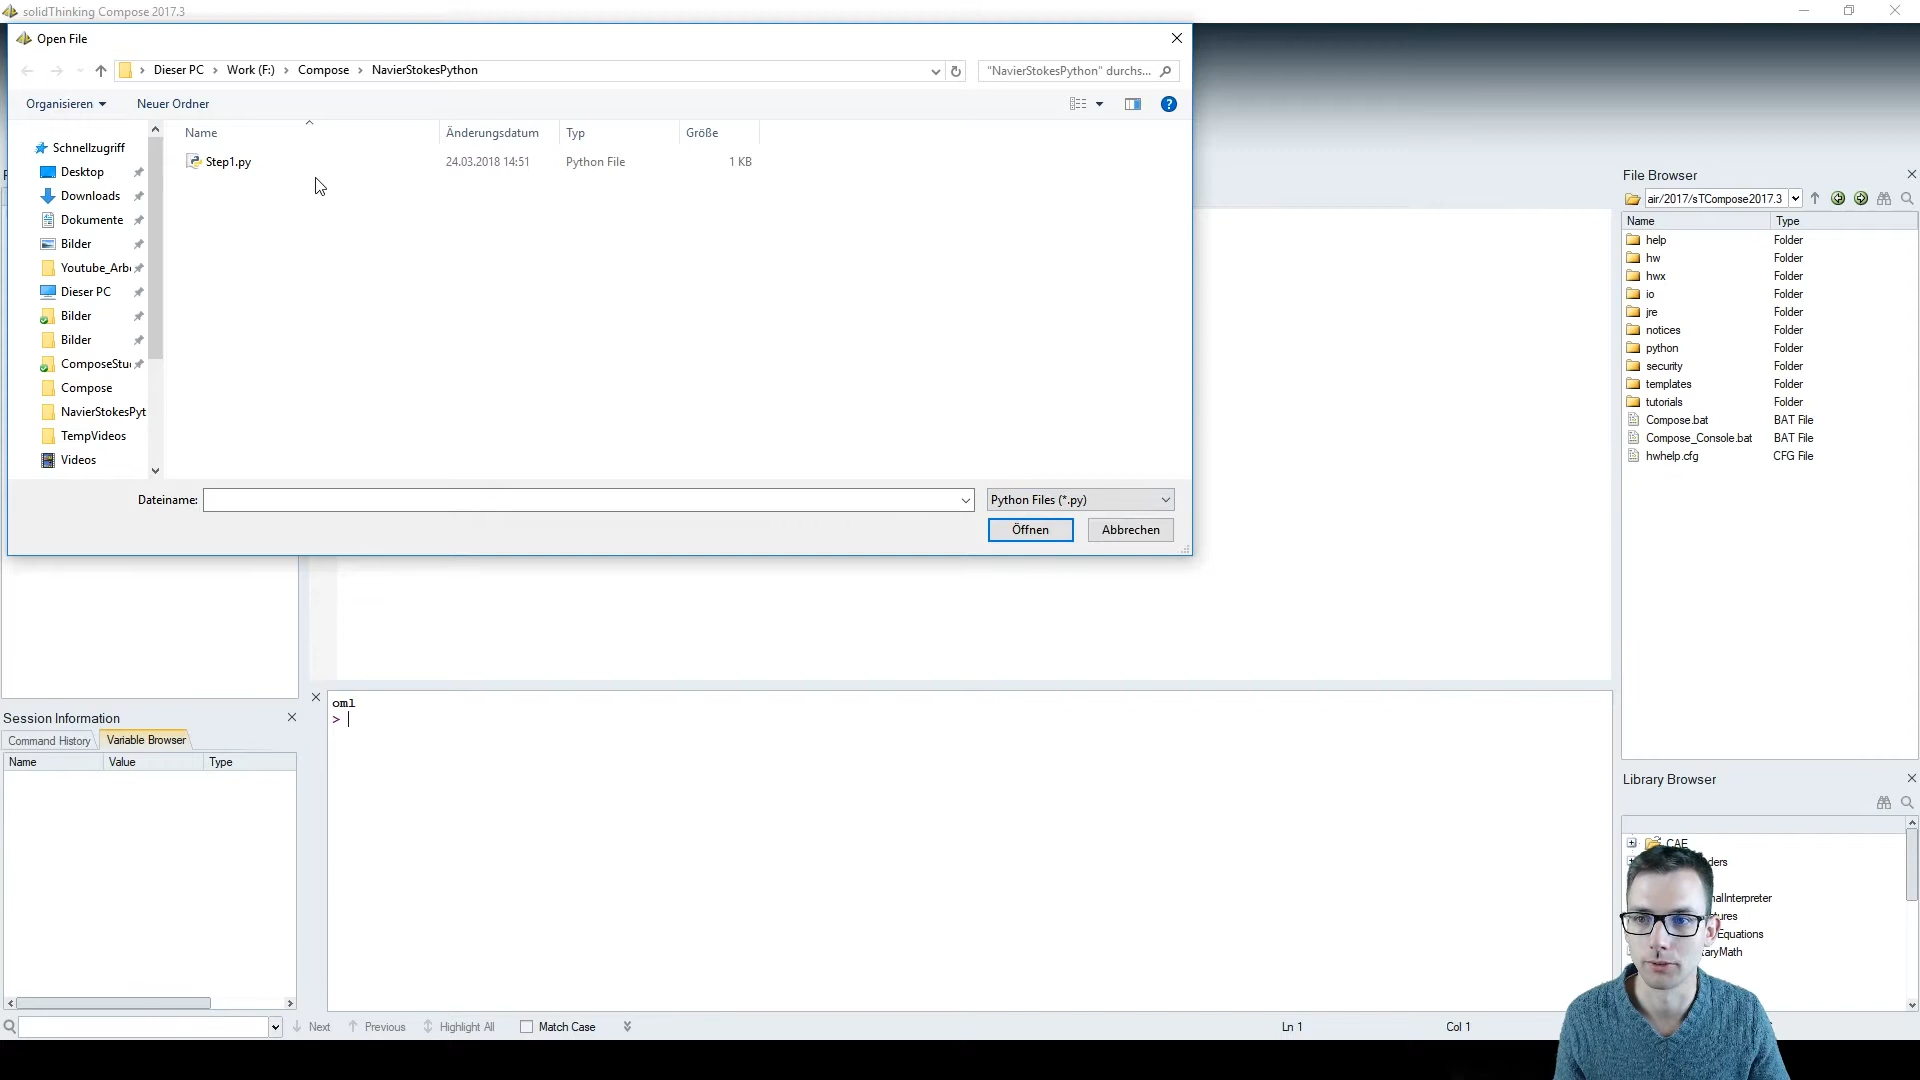 solidThinking Compose 2017.3
Open File
Dieser PC
Work (F:)
Compose
NavierStokesPython
"NavierStokesPython" durchs...
Organisieren
Neuer Ordner
Name
Änderungsdatum
Typ
Größe
Step1.py
24.03.2018 14:51
Python File
1 KB
Schnellzugriff
Desktop
Downloads
Dokumente
Bilder
Youtube_Arb
Dieser PC
Bilder
Bilder
ComposeStu
Compose
NavierStokesPyt
TempVideos
Videos
Dateiname:
Python Files (*.py)
Öffnen
Abbrechen
File Browser
air/2017/sTCompose2017.3
Name Type
help Folder
hw Folder
hwx Folder
io Folder
jre Folder
notices Folder
python Folder
security Folder
templates Folder
tutorials Folder
Compose.bat BAT File
Compose_Console.bat BAT File
hwhelp.cfg CFG File
oml
>
Session Information
Command History
Variable Browser
Name Value Type
Library Browser
CAE
ders
nalInterpreter
tures
Equations
taryMath
Next
Previous
Highlight All
Match Case
Ln 1
Col 1